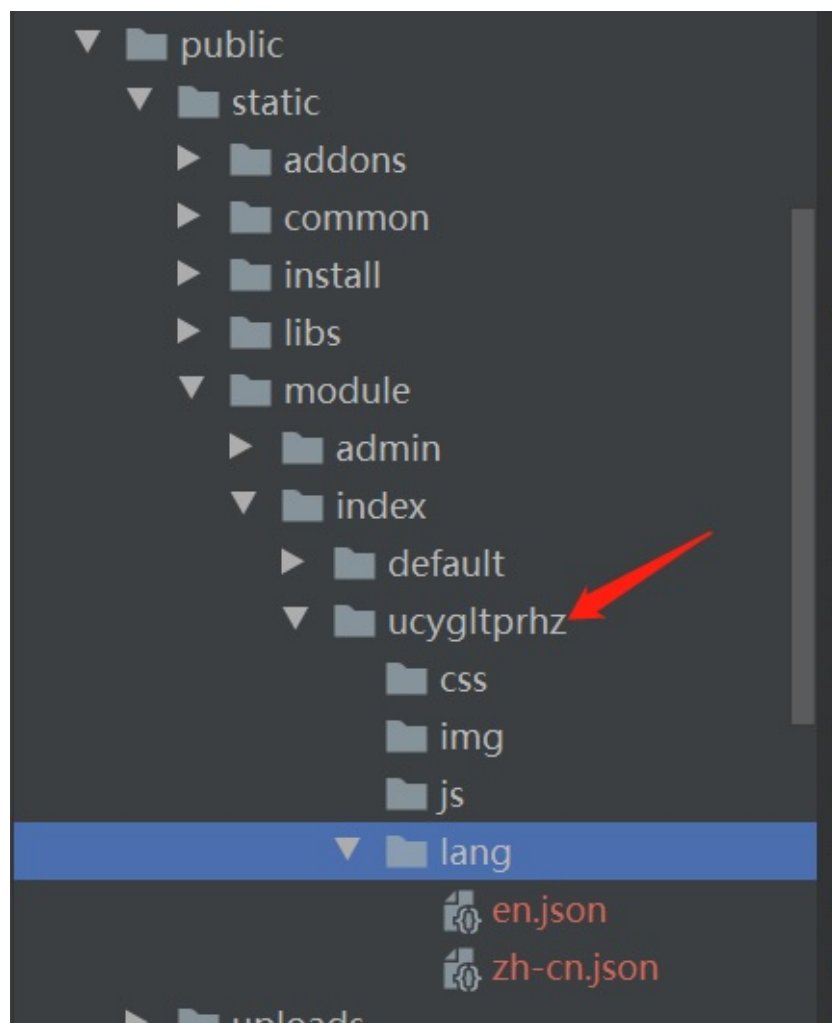 public
static
addons
common
install
libs
module
admin
index
default
ucygltprhz
css
img
js
lang
en.json
zh-cn.json
uploads